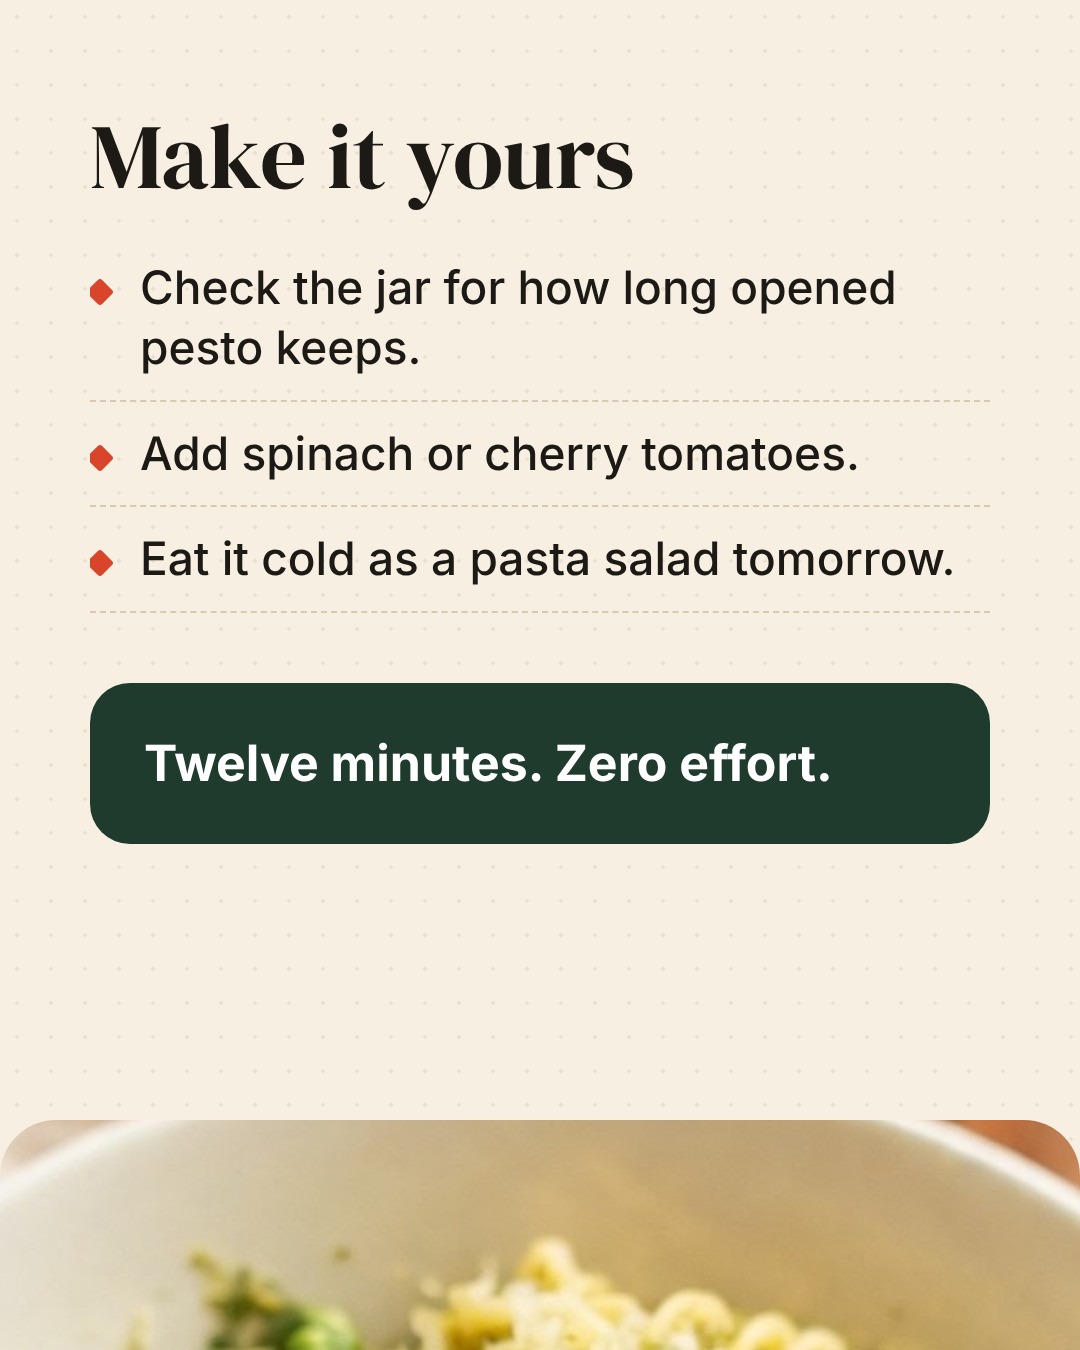 Make it yours
Check the jar for how long opened
pesto keeps.
Add spinach or cherry tomatoes.
Eat it cold as a pasta salad tomorrow.
Twelve minutes. Zero effort.